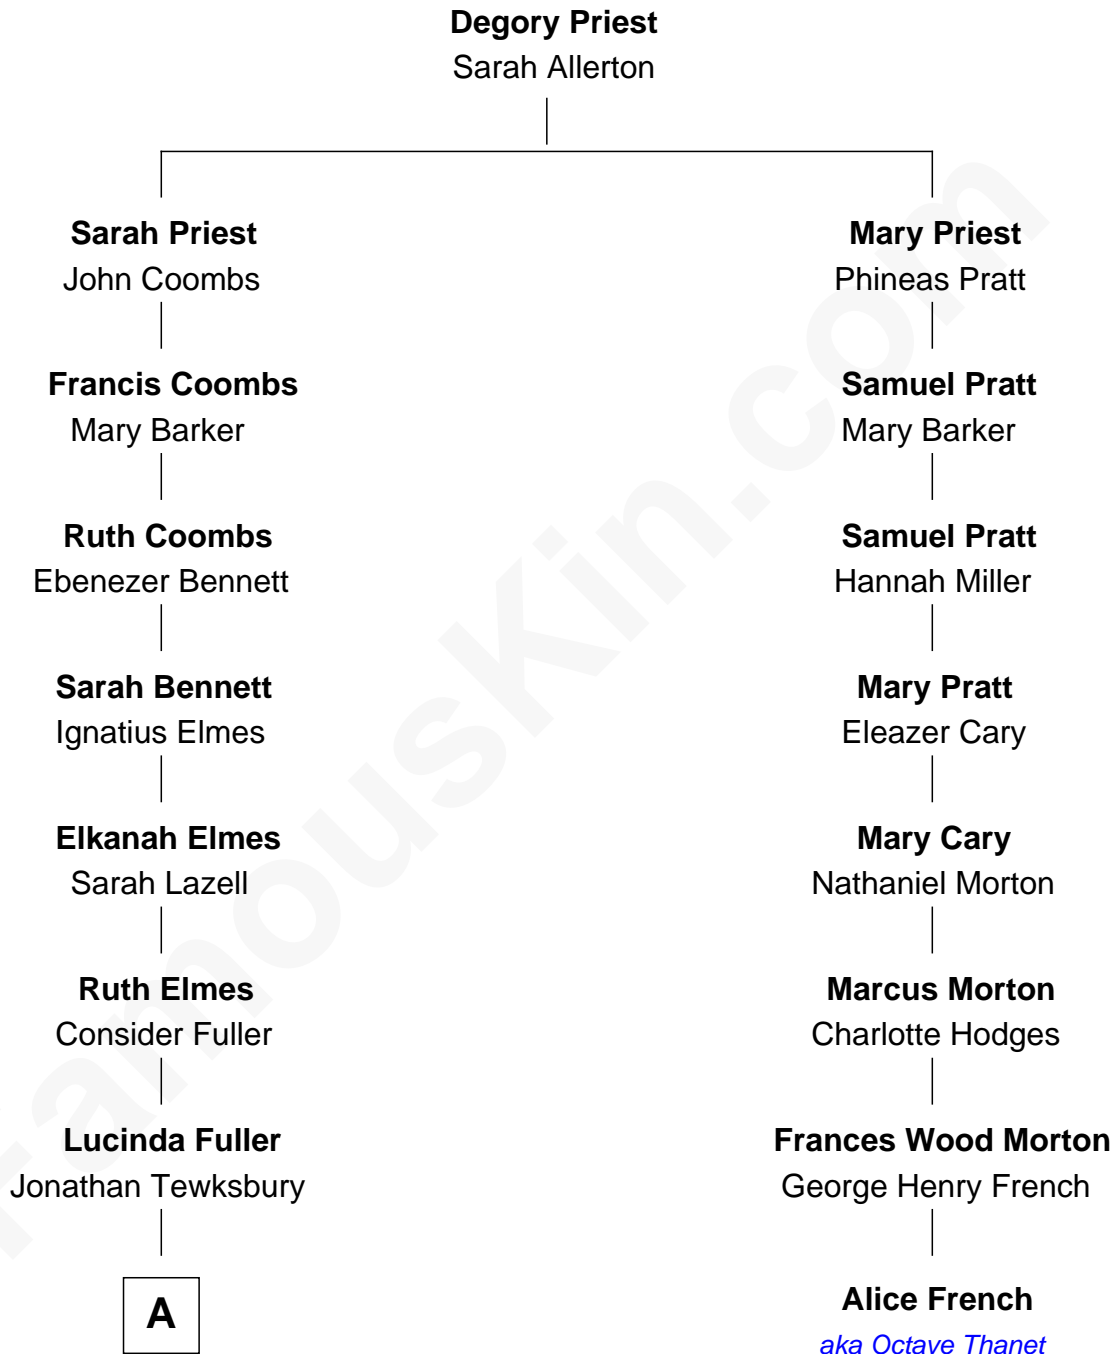 Degory Priest
Sarah Allerton
Sarah Priest
John Coombs
Mary Priest
Phineas Pratt
Francis Coombs
Mary Barker
Samuel Pratt
Mary Barker
Ruth Coombs
Ebenezer Bennett
Samuel Pratt
Hannah Miller
Sarah Bennett
Ignatius Elmes
Mary Pratt
Eleazer Cary
Elkanah Elmes
Sarah Lazell
Mary Cary
Nathaniel Morton
Ruth Elmes
Consider Fuller
Marcus Morton
Charlotte Hodges
Lucinda Fuller
Jonathan Tewksbury
Frances Wood Morton
George Henry French
A
Alice French
aka Octave Thanet
FamousKin.com